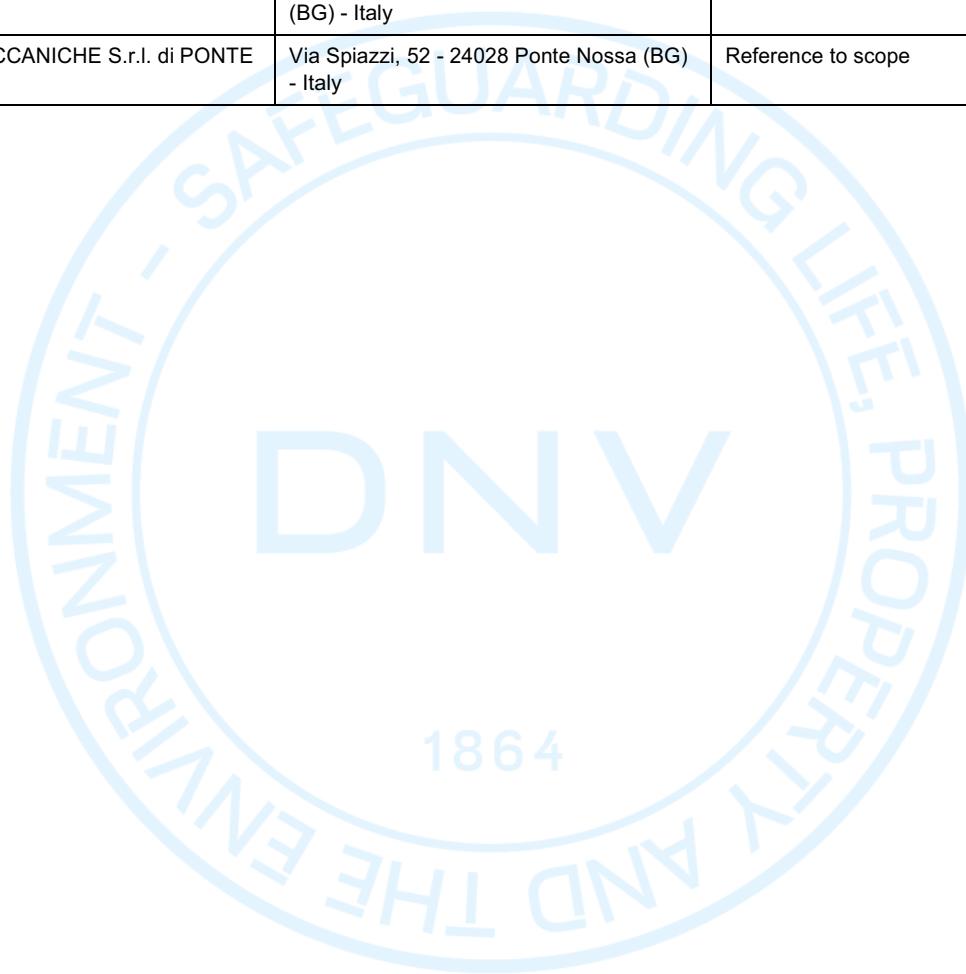 (BG) - Italy
CCANICHE S.r.l. di PONTE
Via Spiazzi, 52 - 24028 Ponte Nossa (BG)
- Italy
Reference to scope
SAFEGUARDING LIFE, PROPERTY AND THE ENVIRONMENT -
DNV
1864